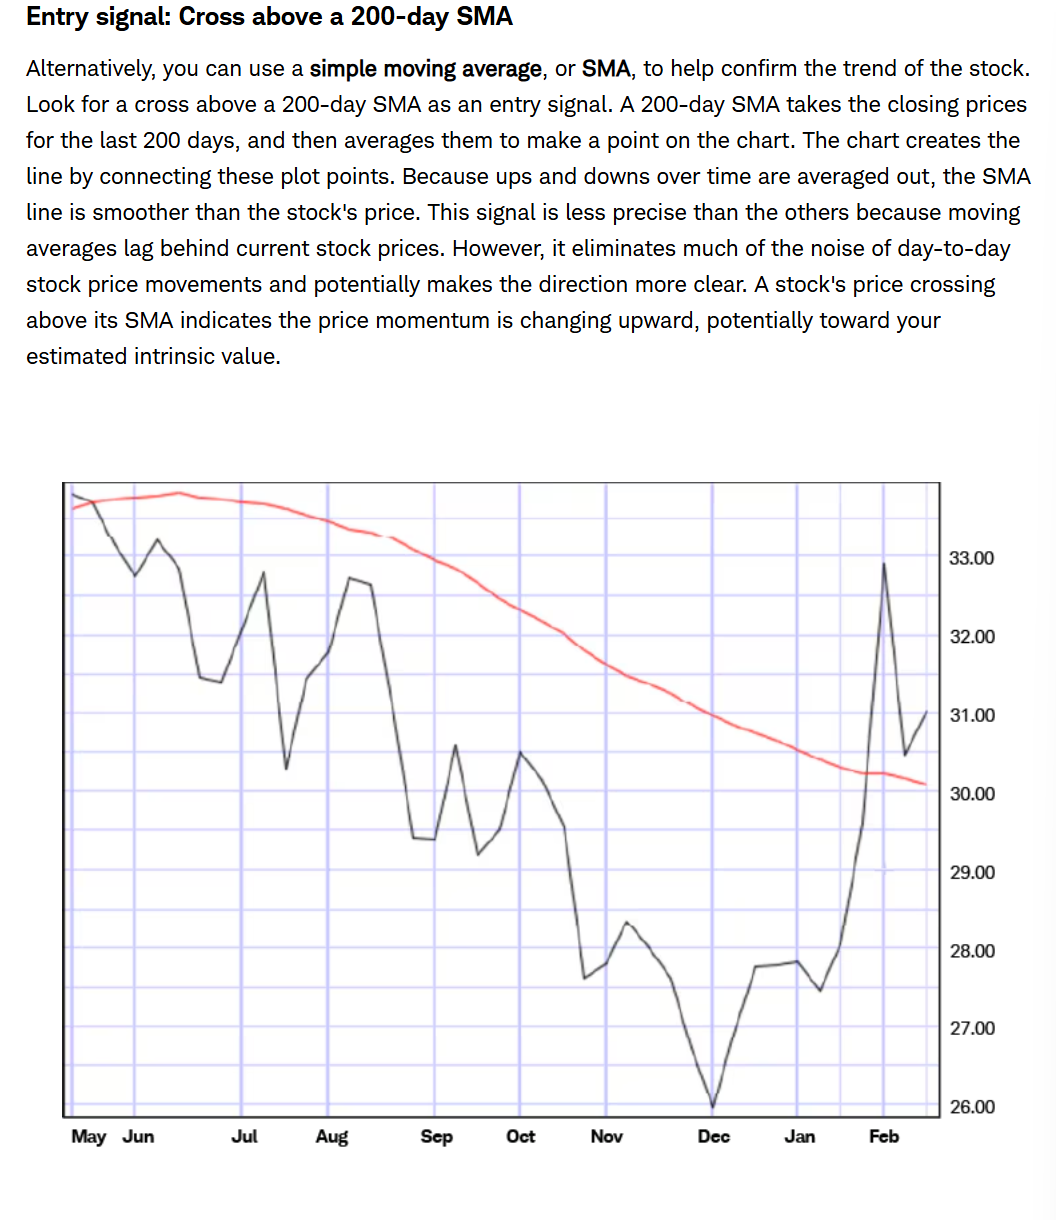 Entry signal: Cross above a 200-day SMA
Alternatively, you can use a simple moving average, or SMA, to help confirm the trend of the stock.
Look for a cross above a 200-day SMA as an entry signal. A 200-day SMA takes the closing prices
for the last 200 days, and then averages them to make a point on the chart. The chart creates the
line by connecting these plot points. Because ups and downs over time are averaged out, the SMA
line is smoother than the stock's price. This signal is less precise than the others because moving
averages lag behind current stock prices. However, it eliminates much of the noise of day-to-day
stock price movements and potentially makes the direction more clear. A stock's price crossing
above its SMA indicates the price momentum is changing upward, potentially toward your
estimated intrinsic value.
33.00
32.00
31.00
30.00
29.00
28.00
27.00
26.00
May Jun Jul Aug Sep Oct Nov Dec Jan Feb